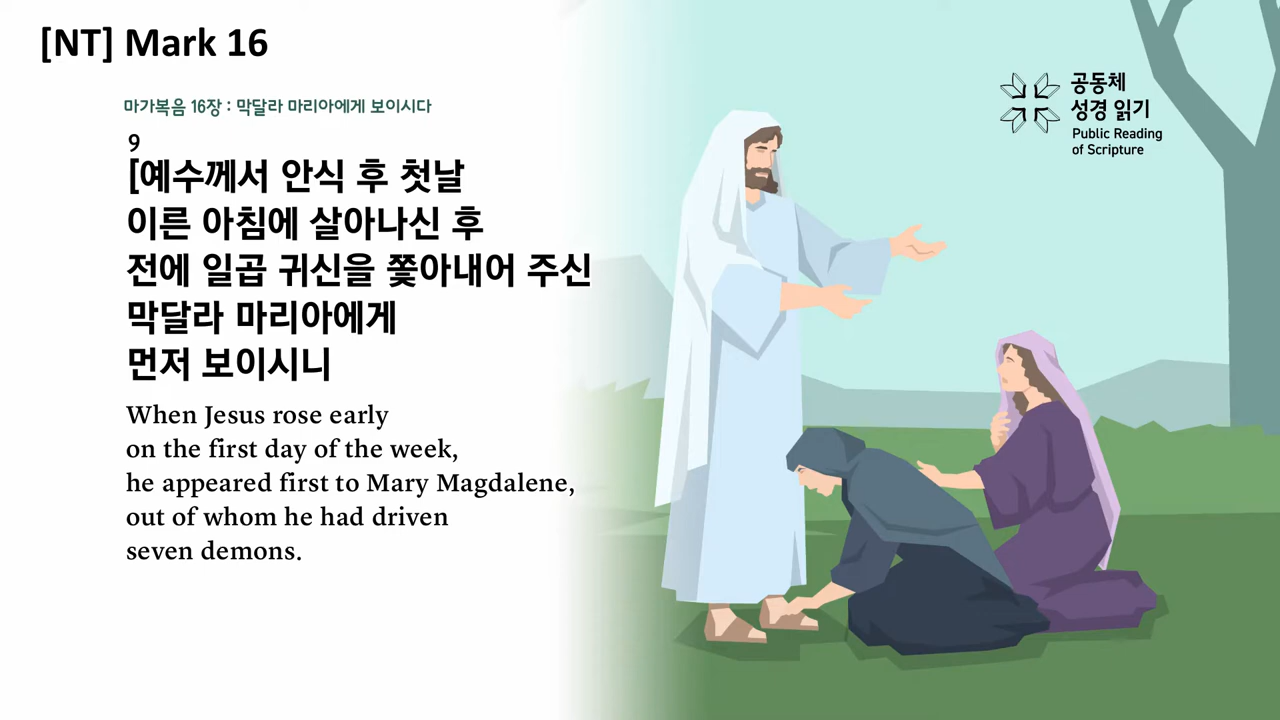 [NT] Mark 16
마가복음 16장 : 막달라 마리아에게 보이시다
9
[예수께서 안식 후 첫날
이른 아침에 살아나신 후
전에 일곱 귀신을 쫓아내어 주신
막달라 마리아에게
먼저 보이시니
When Jesus rose early
on the first day of the week,
he appeared first to Mary Magdalene,
out of whom he had driven
seven demons.
공동체
성경 읽기
Public Reading
of Scripture